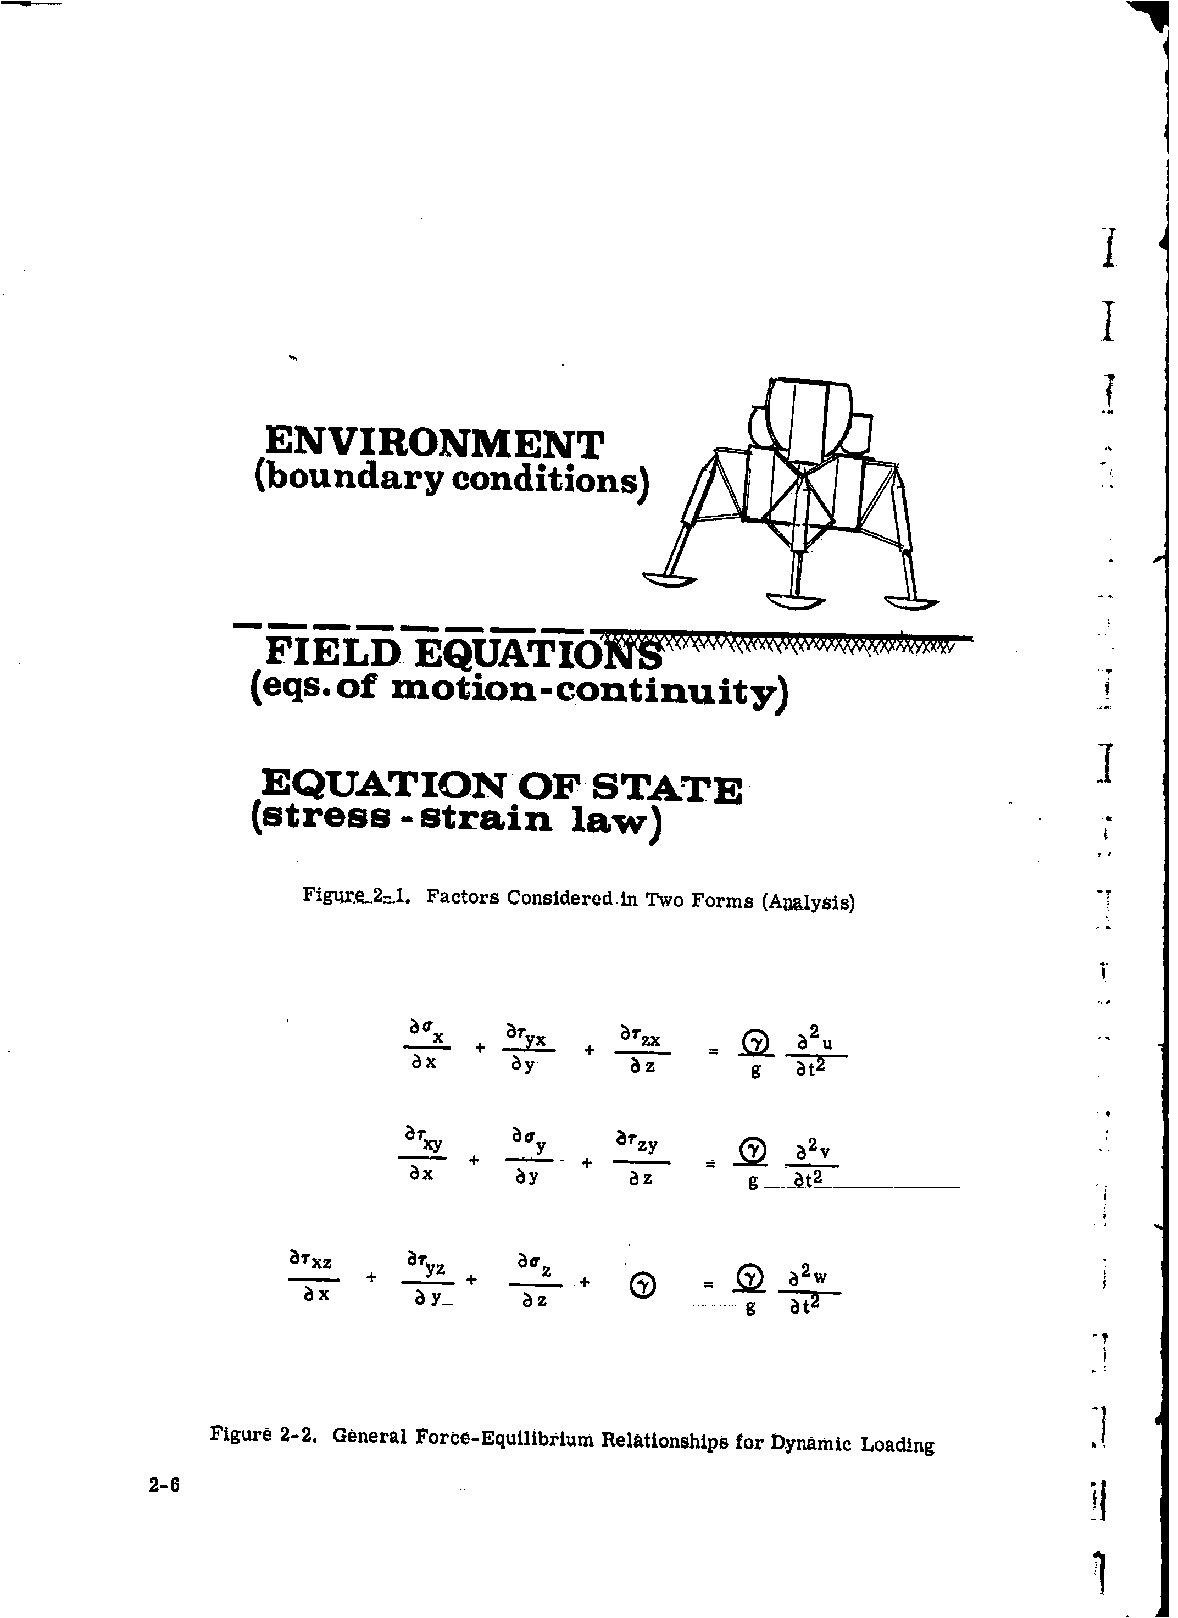 ENVIRONMENT
(boundary conditions)
FIELD EQUATIONS
(eqs. of motion-continuity)
EQUATION OF STATE
(stress-strain law)
Figure 2-1. Factors Considered in Two Forms (Analysis)
∂σx/∂x + ∂τyx/∂y + ∂τzx/∂z = γ/g ∂²u/∂t²
∂τxy/∂x + ∂σy/∂y + ∂τzy/∂z = γ/g ∂²v/∂t²
∂τxz/∂x + ∂τyz/∂y + ∂σz/∂z + γ = γ/g ∂²w/∂t²
Figure 2-2. General Force-Equilibrium Relationships for Dynamic Loading
2-6